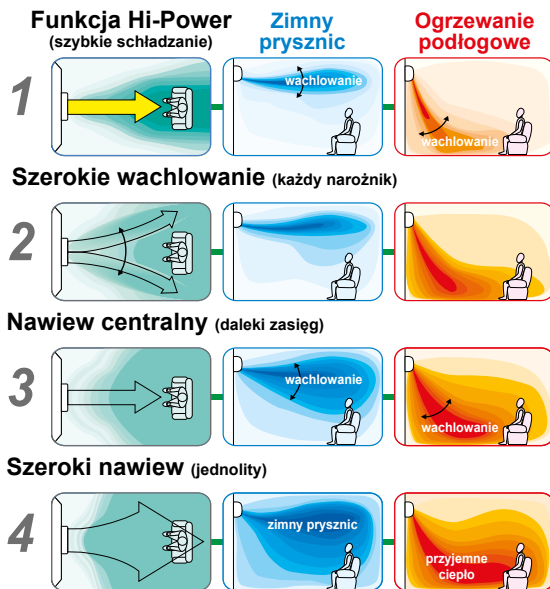 Funkcja Hi-Power
(szybkie schładzanie)
Zimny
prysznic
Ogrzewanie
podłogowe
1
wachlowanie
wachlowanie
Szerokie wachlowanie (każdy narożnik)
2
Nawiew centralny (daleki zasięg)
3
wachlowanie
wachlowanie
Szeroki nawiew (jednolity)
4
zimny prysznic
przyjemne
ciepło